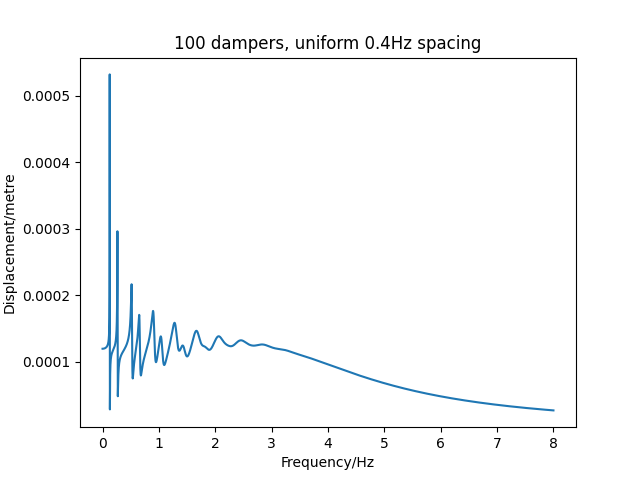 100 dampers, uniform 0.4Hz spacing
Displacement/metre
0.0005
0.0004
0.0003
0.0002
0.0001
0 1 2 3 4 5 6 7 8
Frequency/Hz